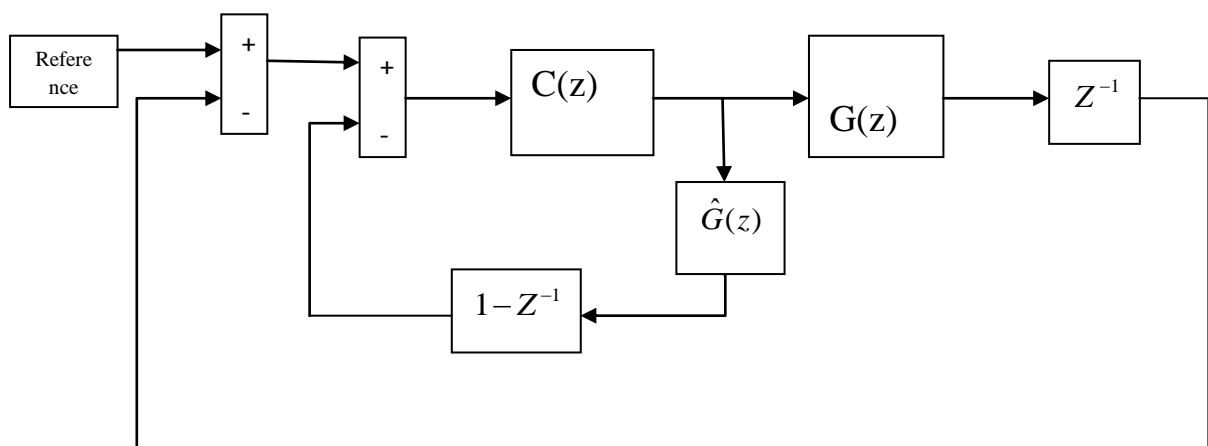 Refere
nce
+
-
+
-
C(z)
G(z)
Z⁻¹
Ĝ(z)
1 – Z⁻¹